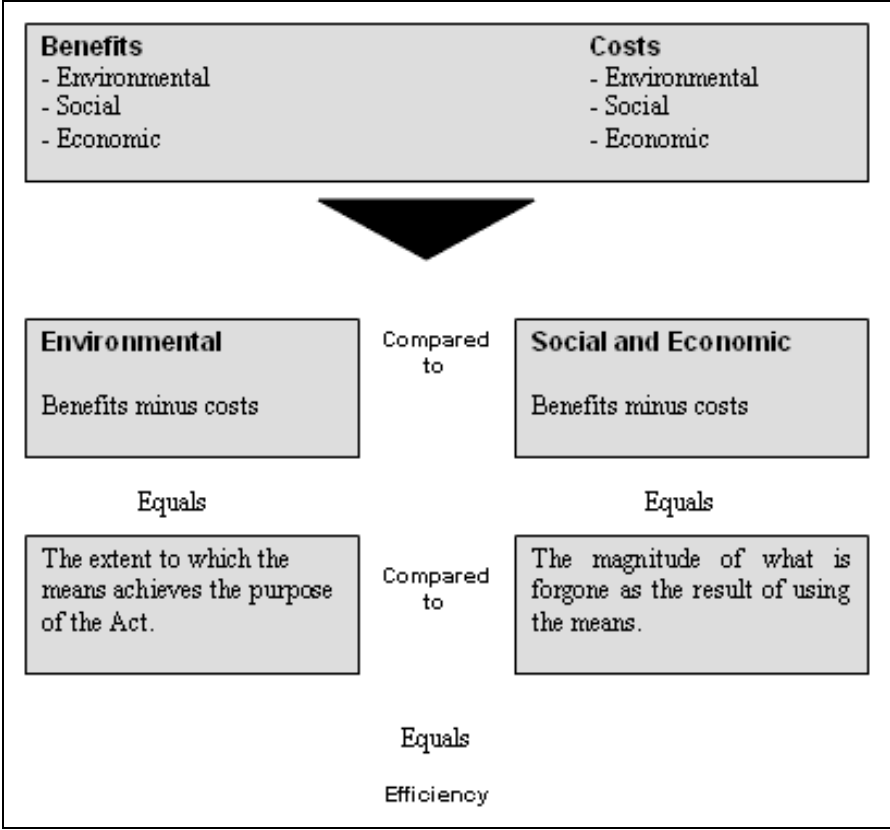 Benefits
- Environmental
- Social
- Economic
Costs
- Environmental
- Social
- Economic
Environmental
Benefits minus costs
Compared
to
Social and Economic
Benefits minus costs
Equals
Equals
The extent to which the
means achieves the purpose
of the Act.
Compared
to
The magnitude of what is
forgone as the result of using
the means.
Equals
Efficiency